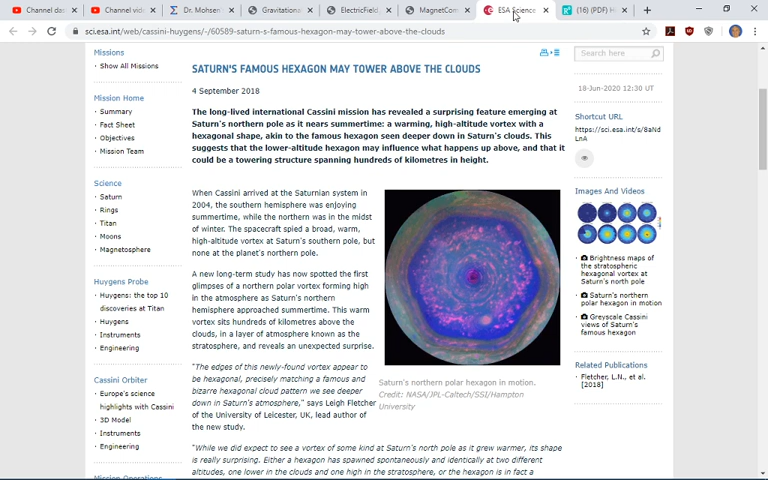 Channel das
Channel vid
Dr. Mohsen
Gravitationa
ElectricField
MagnetCom
ESA Science
(16) (PDF) H
sci.esa.int/web/cassini-huygens/-/60589-saturn-s-famous-hexagon-may-tower-above-the-clouds
Missions
· Show All Missions
Mission Home
· Summary
· Fact Sheet
· Objectives
· Mission Team
Science
· Saturn
· Rings
· Titan
· Moons
· Magnetosphere
Huygens Probe
· Huygens: the top 10
discoveries at Titan
· Huygens
· Instruments
· Engineering
Cassini Orbiter
· Europe's science
highlights with Cassini
· 3D Model
· Instruments
· Engineering
Mission Operations
SATURN'S FAMOUS HEXAGON MAY TOWER ABOVE THE CLOUDS
4 September 2018
The long-lived international Cassini mission has revealed a surprising feature emerging at
Saturn's northern pole as it nears summertime: a warming, high-altitude vortex with a
hexagonal shape, akin to the famous hexagon seen deeper down in Saturn's clouds. This
suggests that the lower-altitude hexagon may influence what happens up above, and that it
could be a towering structure spanning hundreds of kilometres in height.
When Cassini arrived at the Saturnian system in
2004, the southern hemisphere was enjoying
summertime, while the northern was in the midst
of winter. The spacecraft spied a broad, warm,
high-altitude vortex at Saturn's southern pole, but
none at the planet's northern pole.
A new long-term study has now spotted the first
glimpses of a northern polar vortex forming high
in the atmosphere as Saturn's northern
hemisphere approached summertime. This warm
vortex sits hundreds of kilometres above the
clouds, in a layer of atmosphere known as the
stratosphere, and reveals an unexpected surprise.
"The edges of this newly-found vortex appear to
be hexagonal, precisely matching a famous and
bizarre hexagonal cloud pattern we see deeper
down in Saturn's atmosphere," says Leigh Fletcher
of the University of Leicester, UK, lead author of
the new study.
"While we did expect to see a vortex of some kind at Saturn's north pole as it grew warmer, its shape
is really surprising. Either a hexagon has spawned spontaneously and identically at two different
altitudes, one lower in the clouds and one high in the stratosphere, or the hexagon is in fact a
Saturn's northern polar hexagon in motion.
Credit: NASA/JPL-Caltech/SSI/Hampton
University
Search here
18-Jun-2020 12:30 UT
Shortcut URL
https://sci.esa.int/s/8aNd
LnA
Images And Videos
· Brightness maps of
the stratospheric
hexagonal vortex at
Saturn's north pole
· Saturn's northern
polar hexagon in motion
· Greyscale Cassini
views of Saturn's
famous hexagon
Related Publications
· Fletcher, L.N., et al.
[2018]